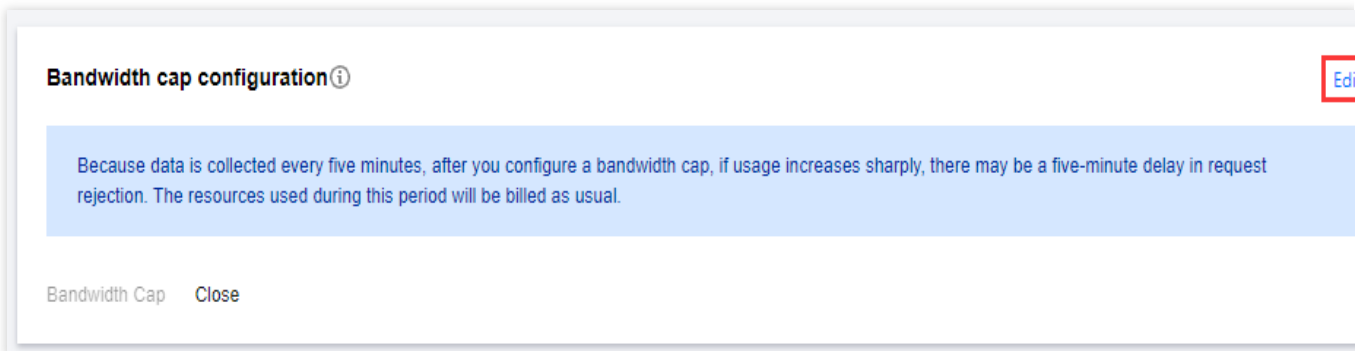 Bandwidth cap configuration
Edi
Because data is collected every five minutes, after you configure a bandwidth cap, if usage increases sharply, there may be a five-minute delay in request
rejection. The resources used during this period will be billed as usual.
Bandwidth Cap Close